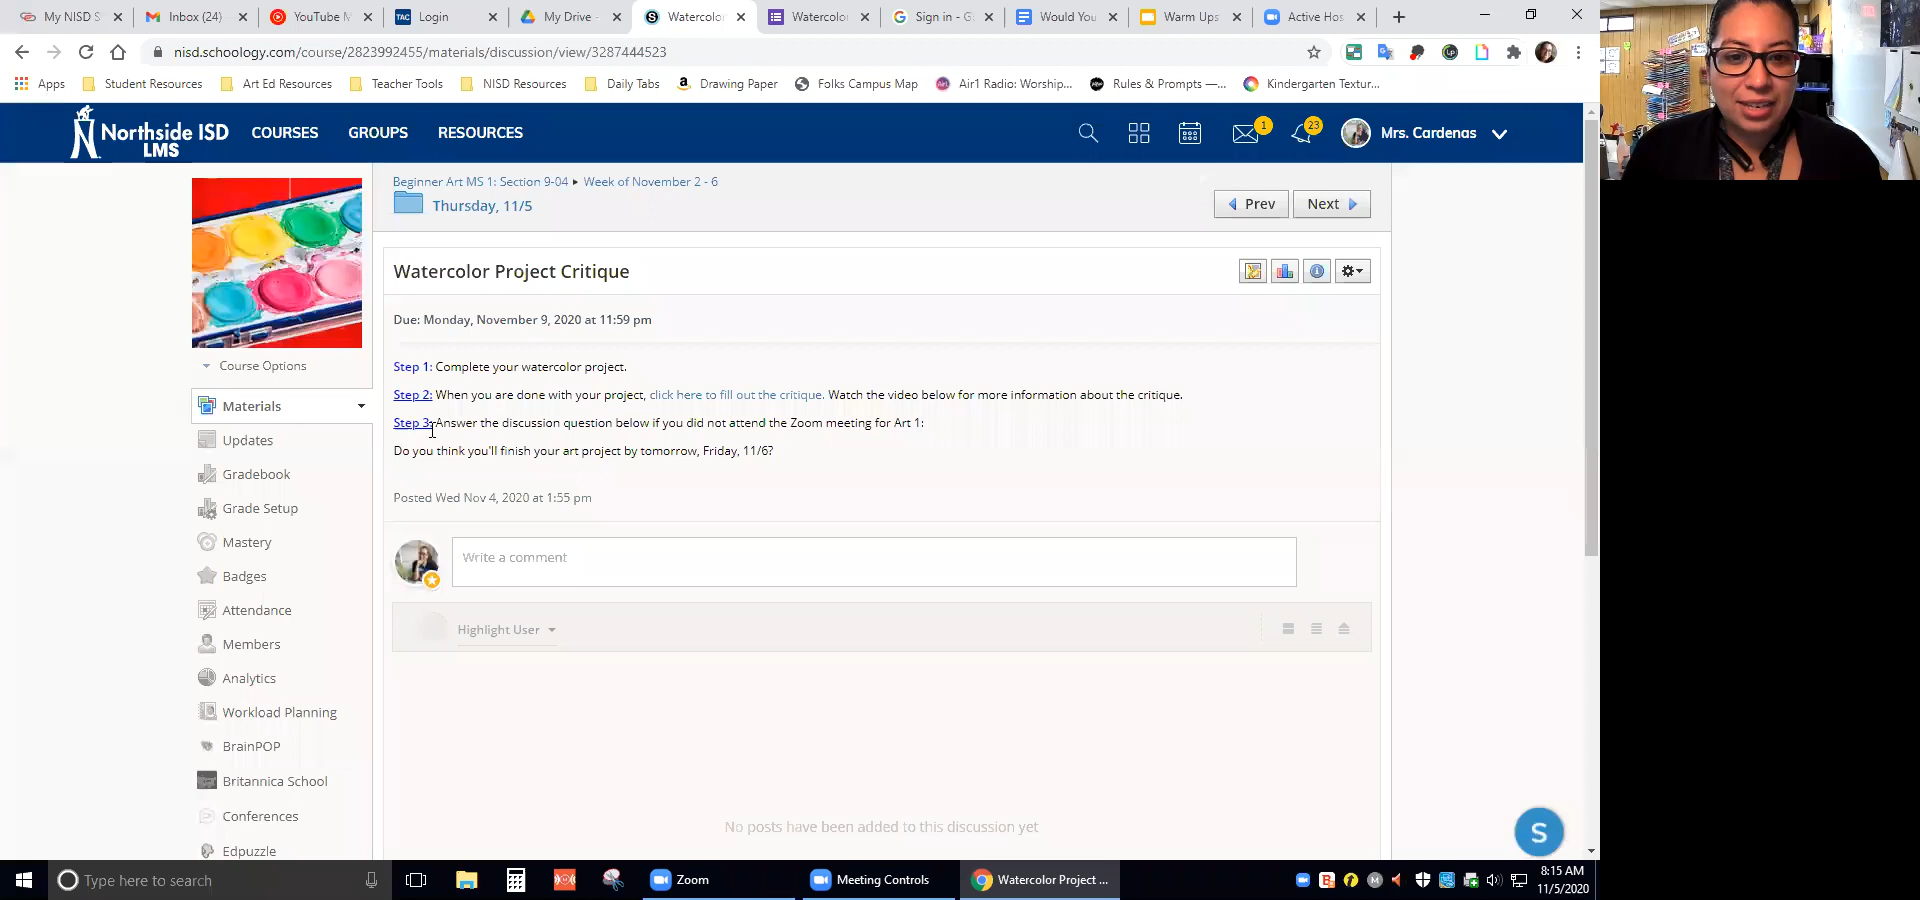 My NISD S
Inbox (24)
YouTube M
TAC Login
My Drive -
Watercolo
Watercolo
Sign in - G
Would You
Warm Ups
Active Hos
nisd.schoology.com/course/2823992455/materials/discussion/view/3287444523
Apps
Student Resources
Art Ed Resources
Teacher Tools
NISD Resources
Daily Tabs
Drawing Paper
Folks Campus Map
Air1 Radio: Worship...
Rules & Prompts —...
Kindergarten Textur...
Northside ISD
LMS
COURSES
GROUPS
RESOURCES
1
23
Mrs. Cardenas
Beginner Art MS 1: Section 9-04 ▸ Week of November 2 - 6
Thursday, 11/5
Prev
Next
Course Options
Materials
Updates
Gradebook
Grade Setup
Mastery
Badges
Attendance
Members
Analytics
Workload Planning
BrainPOP
Britannica School
Conferences
Edpuzzle
Watercolor Project Critique
Due: Monday, November 9, 2020 at 11:59 pm
Step 1: Complete your watercolor project.
Step 2: When you are done with your project, click here to fill out the critique. Watch the video below for more information about the critique.
Step 3: Answer the discussion question below if you did not attend the Zoom meeting for Art 1:
Do you think you'll finish your art project by tomorrow, Friday, 11/6?
Posted Wed Nov 4, 2020 at 1:55 pm
Write a comment
Highlight User
No posts have been added to this discussion yet
S
Type here to search
Zoom
Meeting Controls
Watercolor Project ...
8:15 AM
11/5/2020